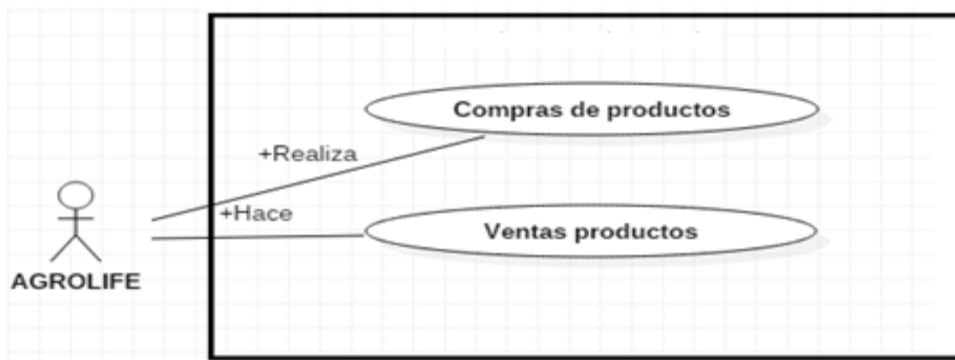 Compras de productos
+Realiza
+Hace
Ventas productos
AGROLIFE